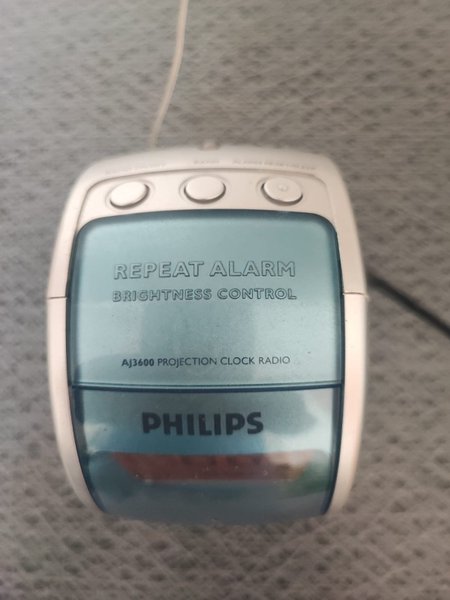 REPEAT ALARM
BRIGHTNESS CONTROL
AJ3600 PROJECTION CLOCK RADIO
PHILIPS